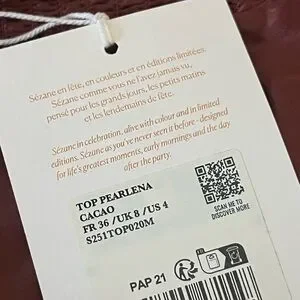 Sézane en fête, en couleurs et en éditions limitées.
Sézane comme vous ne l'avez jamais vu,
pensé pour les grands jours, les petits matins
et les lendemains de fête.
Sézane in celebration, alive with colour and in limited
editions. Sézane as you've never seen it before - designed
for life's greatest moments, early mornings and the day
after the party.
TOP PEARLENA
CACAO
FR 36 /UK 8 /US 4
S251TOP020M
SCAN ME TO
DISCOVER MORE
PAP 21